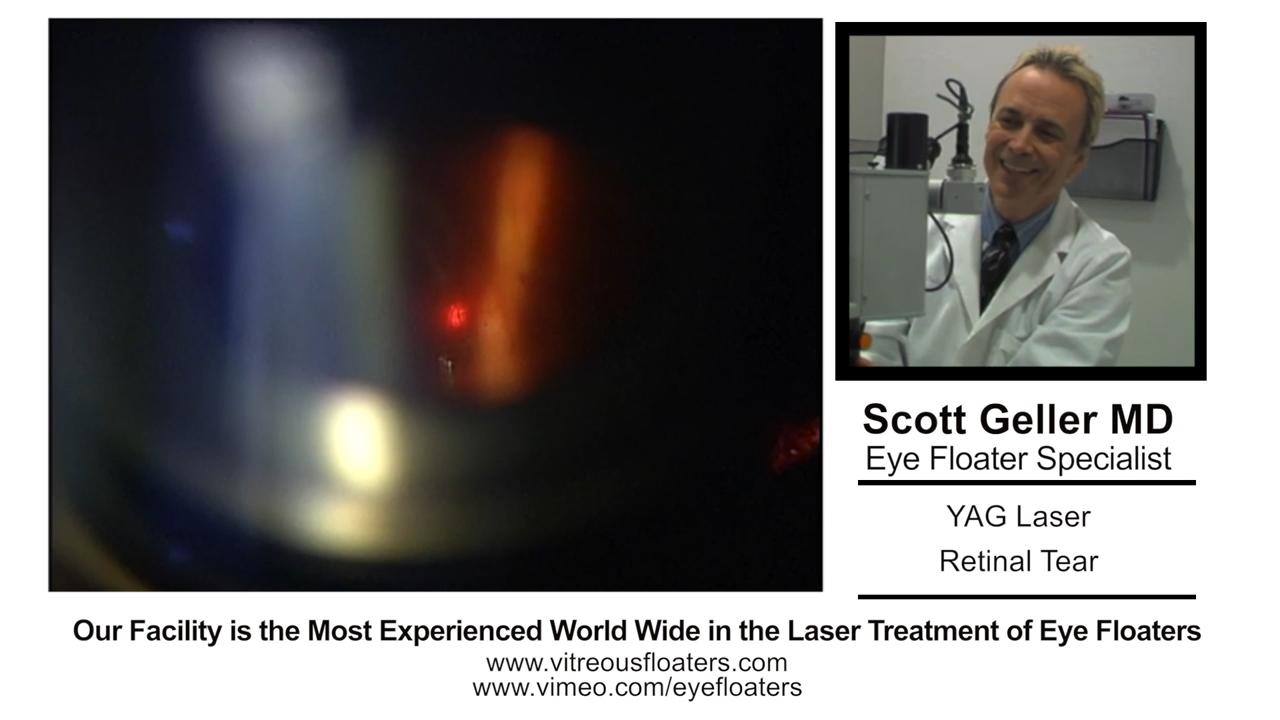 Scott Geller MD
Eye Floater Specialist
YAG Laser
Retinal Tear
Our Facility is the Most Experienced World Wide in the Laser Treatment of Eye Floaters
www.vitreousfloaters.com
www.vimeo.com/eyefloaters